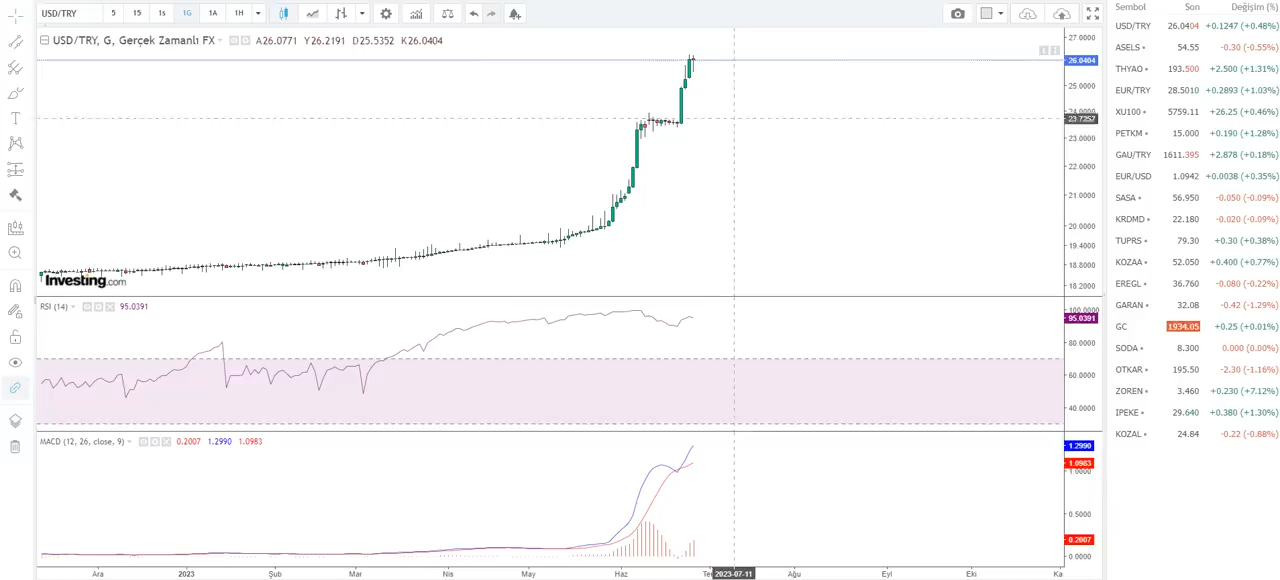 USD/TRY 5 15 1s 1G 1A 1H
USD/TRY, G, Gerçek Zamanlı FX A26.0771 Y26.2191 D25.5352 K26.0404
27.0000
26.0404
25.0000
24.0000
23.7257
23.0000
22.0000
21.0000
20.0000
19.4000
18.8000
18.2000
Investing.com
RSI (14) 95.0391
100.0000
95.0391
80.0000
60.0000
40.0000
MACD (12, 26, close, 9) 0.2007 1.2990 1.0983
1.2990
1.0983
1.0000
0.5000
0.2007
0.0000
Ara 2023 Şub Mar Nis May Haz 2023-07-11 Ağu Eyl Eki Ka
Sembol Son Değişim (%)
USD/TRY 26.0404 +0.1247 (+0.48%)
ASELS 54.55 -0.30 (-0.55%)
THYAO 193.500 +2.500 (+1.31%)
EUR/TRY 28.5010 +0.2893 (+1.03%)
XU100 5759.11 +26.25 (+0.46%)
PETKM 15.000 +0.190 (+1.28%)
GAU/TRY 1611.395 +2.878 (+0.18%)
EUR/USD 1.0942 +0.0038 (+0.35%)
SASA 56.950 -0.050 (-0.09%)
KRDMD 22.180 -0.020 (-0.09%)
TUPRS 79.30 +0.30 (+0.38%)
KOZAA 52.050 +0.400 (+0.77%)
EREGL 36.760 -0.080 (-0.22%)
GARAN 32.08 -0.42 (-1.29%)
GC 1934.05 +0.25 (+0.01%)
SODA 8.300 0.000 (0.00%)
OTKAR 195.50 -2.30 (-1.16%)
ZOREN 3.460 +0.230 (+7.12%)
IPEKE 29.640 +0.380 (+1.30%)
KOZAL 24.84 -0.22 (-0.88%)